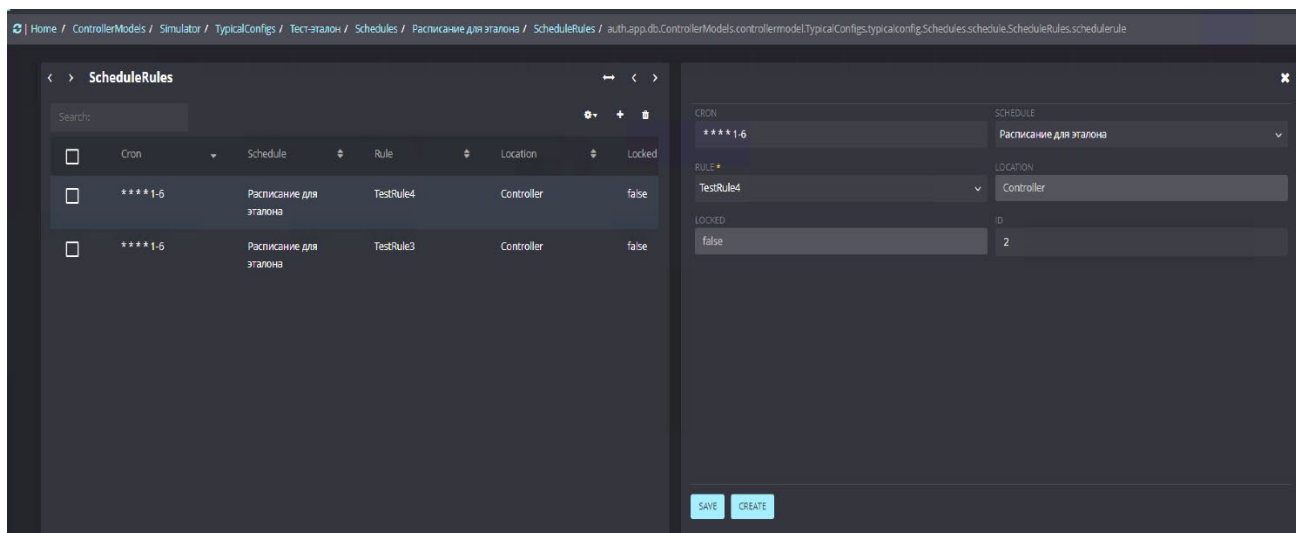 Home / ControllerModels / Simulator / TypicalConfigs / Тест-эталон / Schedules / Расписание для эталона / ScheduleRules / auth.app.db.ControllerModels.controllermodel.TypicalConfigs.typicalconfig.Schedules.schedule.ScheduleRules.schedulerule
ScheduleRules
Search:
Cron Schedule Rule Location Locked
* * * * 1-6 Расписание для эталона TestRule4 Controller false
* * * * 1-6 Расписание для эталона TestRule3 Controller false
CRON SCHEDULE
* * * * 1-6 Расписание для эталона
RULE * LOCATION
TestRule4 Controller
LOCKED ID
false 2
SAVE CREATE